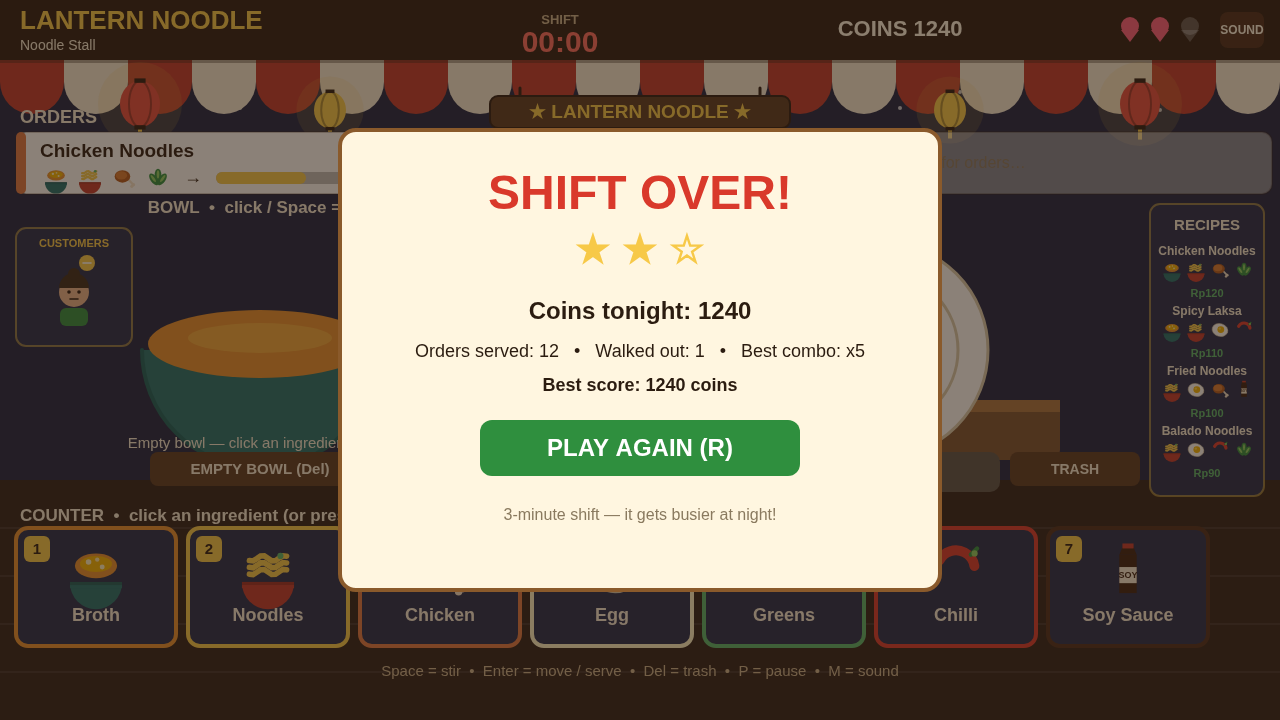 LANTERN NOODLE
Noodle Stall
SHIFT
00:00
COINS 1240
SOUND
ORDERS
★ LANTERN NOODLE ★
Chicken Noodles
→
BOWL • click / Space =
CUSTOMERS
RECIPES
Chicken Noodles
Rp120
Spicy Laksa
Rp110
Fried Noodles
Rp100
Balado Noodles
Rp90
SHIFT OVER!
★ ★ ☆
Coins tonight: 1240
Orders served: 12 • Walked out: 1 • Best combo: x5
Best score: 1240 coins
PLAY AGAIN (R)
3-minute shift — it gets busier at night!
Empty bowl — click an
EMPTY BOWL (Del)
TRASH
COUNTER • click an ingredient (or
1
Broth
2
Noodles
Chicken
Egg
Greens
Chilli
7
SOY
Soy Sauce
Space = stir • Enter = move / serve • Del = trash • P = pause • M = sound